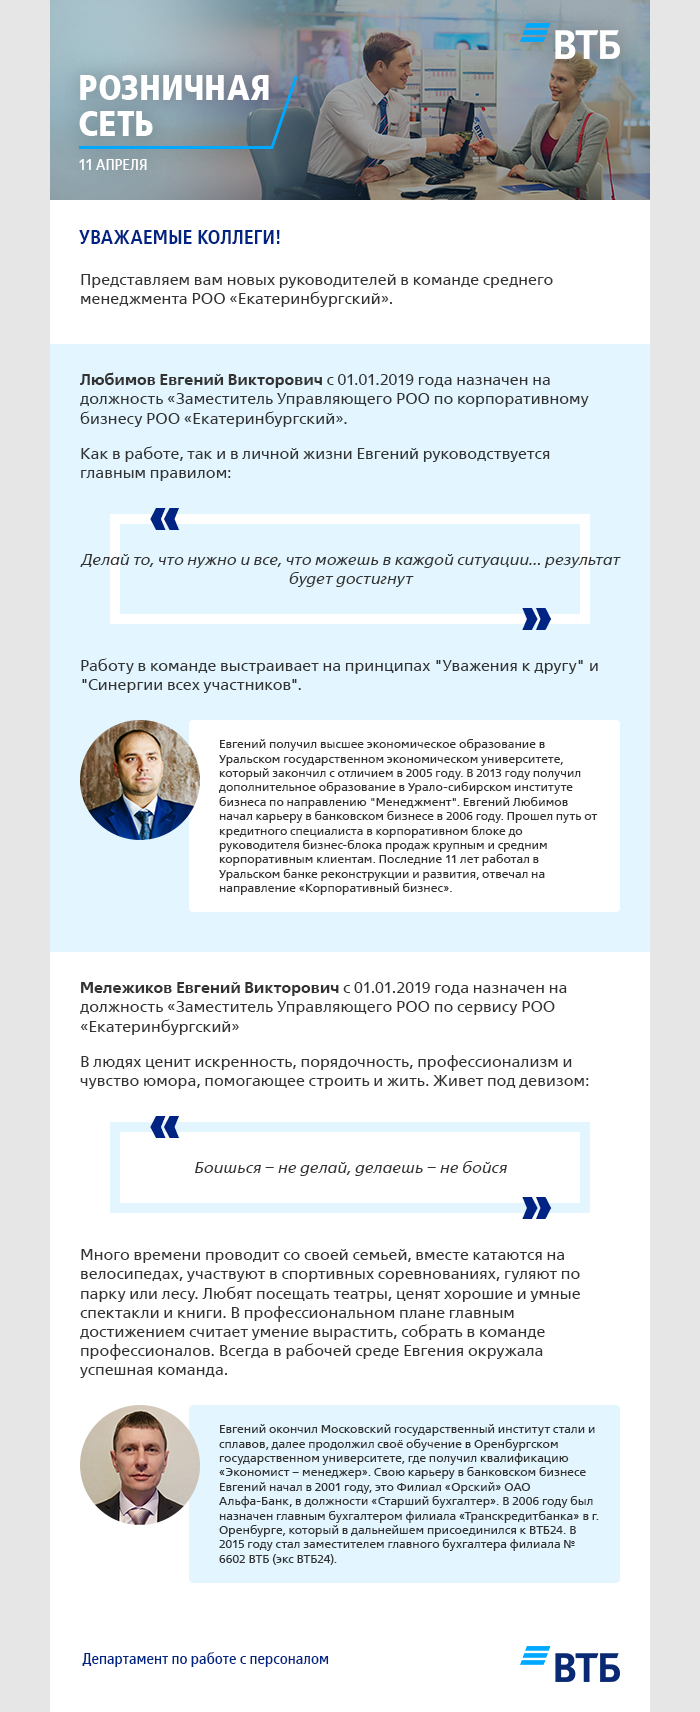 ВТБ
РОЗНИЧНАЯ
СЕТЬ
11 АПРЕЛЯ
УВАЖАЕМЫЕ КОЛЛЕГИ!
Представляем вам новых руководителей в команде среднего
менеджмента РОО «Екатеринбургский».
Любимов Евгений Викторович с 01.01.2019 года назначен на
должность «Заместитель Управляющего РОО по корпоративному
бизнесу РОО «Екатеринбургский».
Как в работе, так и в личной жизни Евгений руководствуется
главным правилом:
«
Делай то, что нужно и все, что можешь в каждой ситуации... результат
будет достигнут
»
Работу в команде выстраивает на принципах "Уважения к другу" и
"Синергии всех участников".
Евгений получил высшее экономическое образование в
Уральском государственном экономическом университете,
который закончил с отличием в 2005 году. В 2013 году получил
дополнительное образование в Урало-сибирском институте
бизнеса по направлению "Менеджмент". Евгений Любимов
начал карьеру в банковском бизнесе в 2006 году. Прошел путь от
кредитного специалиста в корпоративном блоке до
руководителя бизнес-блока продаж крупным и средним
корпоративным клиентам. Последние 11 лет работал в
Уральском банке реконструкции и развития, отвечал на
направление «Корпоративный бизнес».
Мележиков Евгений Викторович с 01.01.2019 года назначен на
должность «Заместитель Управляющего РОО по сервису РОО
«Екатеринбургский»
В людях ценит искренность, порядочность, профессионализм и
чувство юмора, помогающее строить и жить. Живет под девизом:
«
Боишься – не делай, делаешь – не бойся
»
Много времени проводит со своей семьей, вместе катаются на
велосипедах, участвуют в спортивных соревнованиях, гуляют по
парку или лесу. Любят посещать театры, ценят хорошие и умные
спектакли и книги. В профессиональном плане главным
достижением считает умение вырастить, собрать в команде
профессионалов. Всегда в рабочей среде Евгения окружала
успешная команда.
Евгений окончил Московский государственный институт стали и
сплавов, далее продолжил своё обучение в Оренбургском
государственном университете, где получил квалификацию
«Экономист – менеджер». Свою карьеру в банковском бизнесе
Евгений начал в 2001 году, это Филиал «Орский» ОАО
Альфа-Банк, в должности «Старший бухгалтер». В 2006 году был
назначен главным бухгалтером филиала «Транскредитбанка» в г.
Оренбурге, который в дальнейшем присоединился к ВТБ24. В
2015 году стал заместителем главного бухгалтера филиала №
6602 ВТБ (экс ВТБ24).
Департамент по работе с персоналом
ВТБ